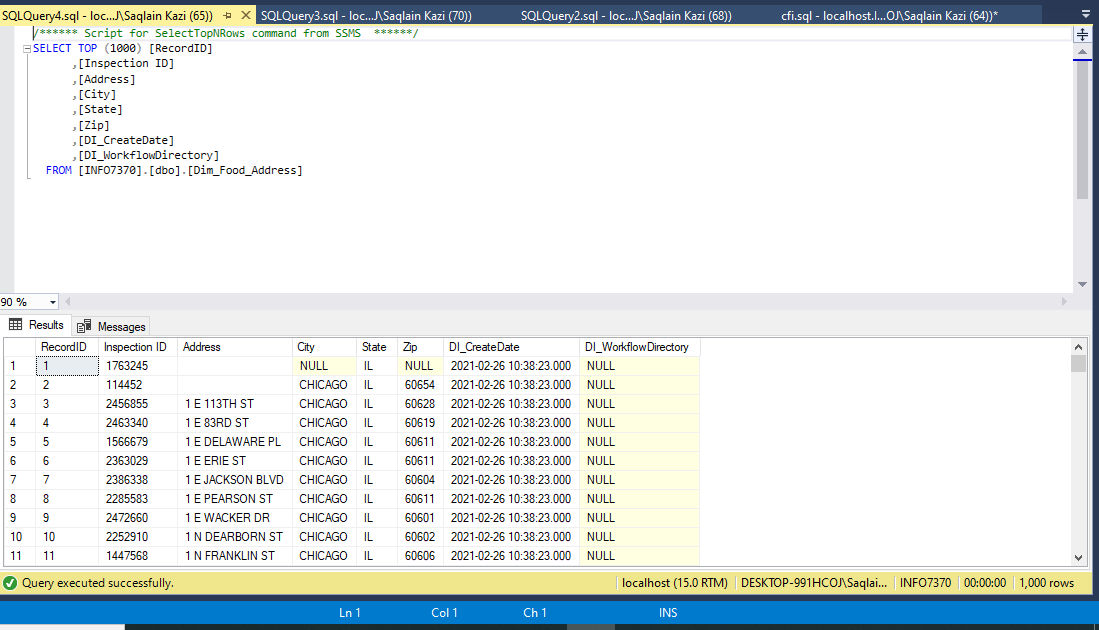 SQLQuery4.sql - loc...J\Saqlain Kazi (65)) SQLQuery3.sql - loc...J\Saqlain Kazi (70)) SQLQuery2.sql - loc...J\Saqlain Kazi (68)) cfi.sql - localhost.I...OJ\Saqlain Kazi (64))*
/****** Script for SelectTopNRows command from SSMS ******/
SELECT TOP (1000) [RecordID]
,[Inspection ID]
,[Address]
,[City]
,[State]
,[Zip]
,[DI_CreateDate]
,[DI_WorkflowDirectory]
FROM [INFO7370].[dbo].[Dim_Food_Address]
90 %
Results Messages
RecordID Inspection ID Address City State Zip DI_CreateDate DI_WorkflowDirectory
1 1 1763245 NULL IL NULL 2021-02-26 10:38:23.000 NULL
2 2 114452 CHICAGO IL 60654 2021-02-26 10:38:23.000 NULL
3 3 2456855 1 E 113TH ST CHICAGO IL 60628 2021-02-26 10:38:23.000 NULL
4 4 2463340 1 E 83RD ST CHICAGO IL 60619 2021-02-26 10:38:23.000 NULL
5 5 1566679 1 E DELAWARE PL CHICAGO IL 60611 2021-02-26 10:38:23.000 NULL
6 6 2363029 1 E ERIE ST CHICAGO IL 60611 2021-02-26 10:38:23.000 NULL
7 7 2386338 1 E JACKSON BLVD CHICAGO IL 60604 2021-02-26 10:38:23.000 NULL
8 8 2285583 1 E PEARSON ST CHICAGO IL 60611 2021-02-26 10:38:23.000 NULL
9 9 2472660 1 E WACKER DR CHICAGO IL 60601 2021-02-26 10:38:23.000 NULL
10 10 2252910 1 N DEARBORN ST CHICAGO IL 60602 2021-02-26 10:38:23.000 NULL
11 11 1447568 1 N FRANKLIN ST CHICAGO IL 60606 2021-02-26 10:38:23.000 NULL
Query executed successfully. localhost (15.0 RTM) DESKTOP-991HCOJ\Saqlai... INFO7370 00:00:00 1,000 rows
Ln 1 Col 1 Ch 1 INS